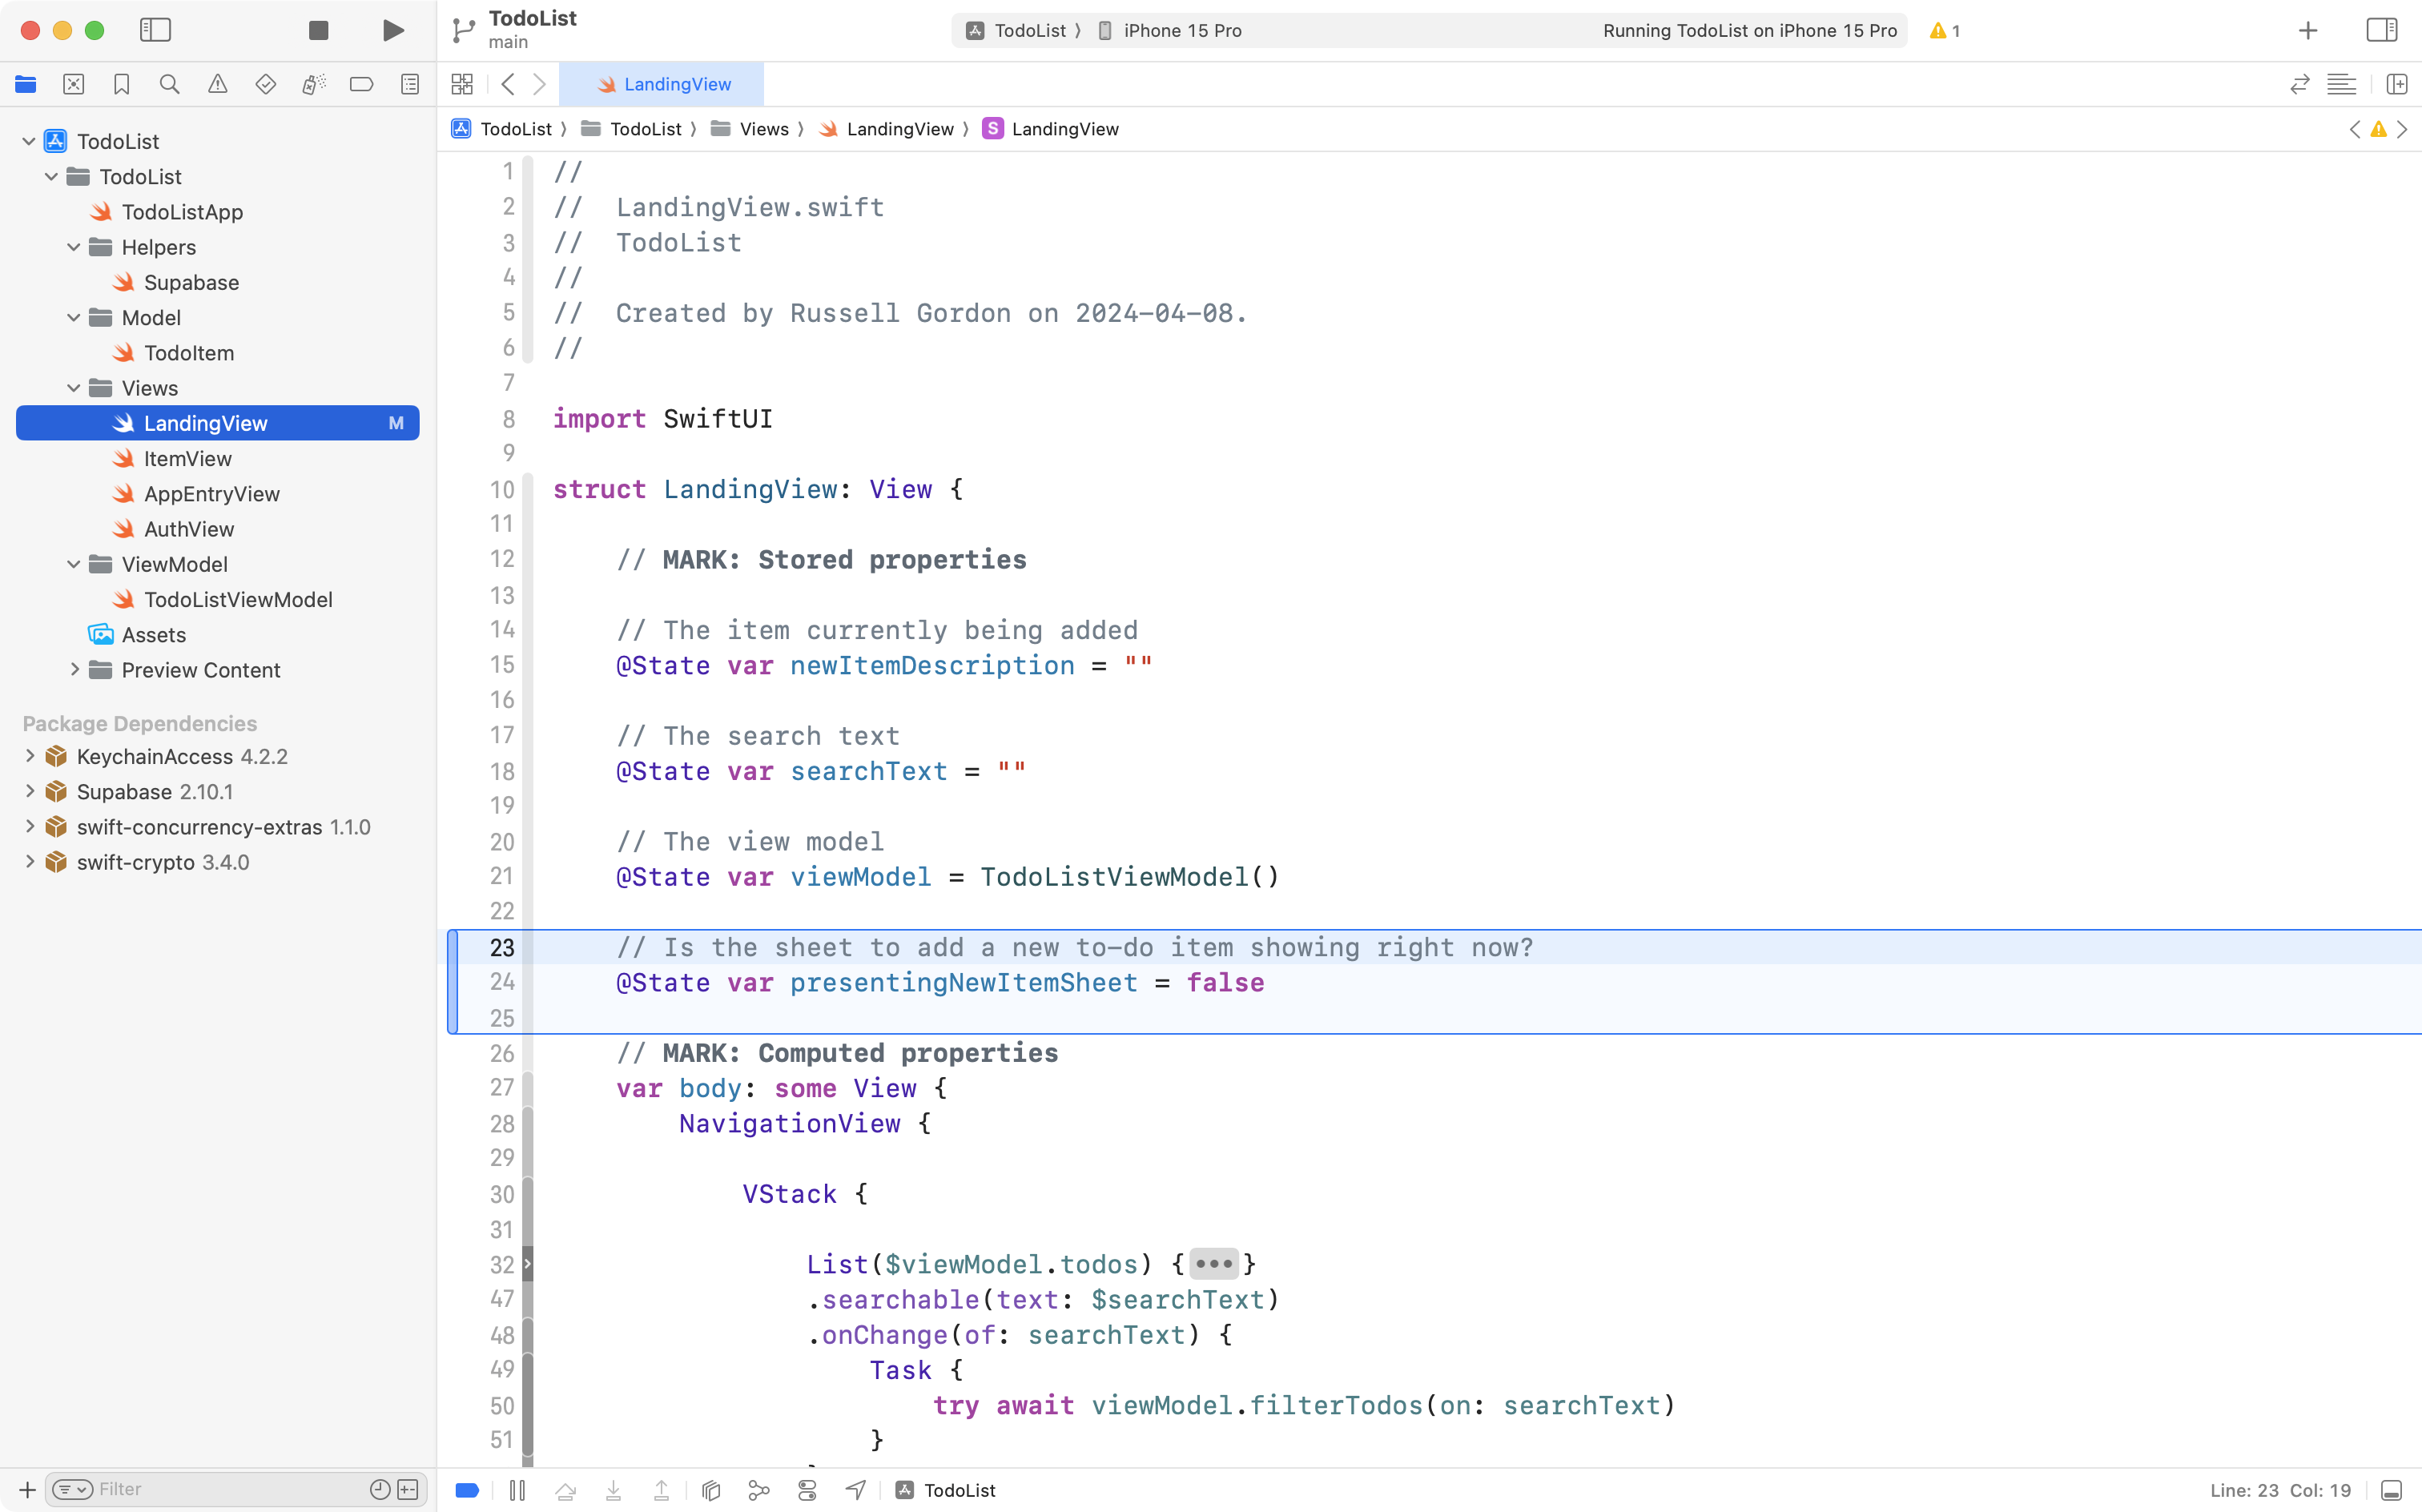 TodoList
main
TodoList 〉 iPhone 15 Pro
Running TodoList on iPhone 15 Pro
1
LandingView
TodoList 〉 TodoList 〉 Views 〉 LandingView 〉 S LandingView
TodoList
TodoList
TodoListApp
Helpers
Supabase
Model
TodoItem
Views
LandingView M
ItemView
AppEntryView
AuthView
ViewModel
TodoListViewModel
Assets
Preview Content
Package Dependencies
KeychainAccess 4.2.2
Supabase 2.10.1
swift-concurrency-extras 1.1.0
swift-crypto 3.4.0
Filter
1 //
2 //  LandingView.swift
3 //  TodoList
4 //
5 //  Created by Russell Gordon on 2024-04-08.
6 //
7
8 import SwiftUI
9
10 struct LandingView: View {
11
12     // MARK: Stored properties
13
14     // The item currently being added
15     @State var newItemDescription = ""
16
17     // The search text
18     @State var searchText = ""
19
20     // The view model
21     @State var viewModel = TodoListViewModel()
22
23     // Is the sheet to add a new to-do item showing right now?
24     @State var presentingNewItemSheet = false
25
26     // MARK: Computed properties
27     var body: some View {
28         NavigationView {
29
30             VStack {
31
32                 List($viewModel.todos) {•••}
47                 .searchable(text: $searchText)
48                 .onChange(of: searchText) {
49                     Task {
50                         try await viewModel.filterTodos(on: searchText)
51                     }
TodoList
Line: 23 Col: 19